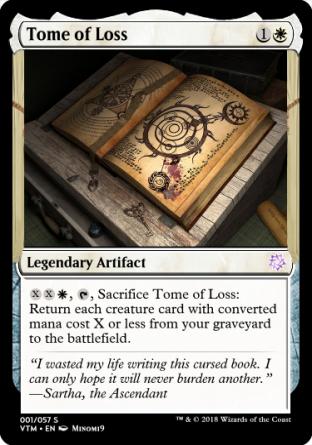 Tome of Loss 1
Legendary Artifact
X X , , Sacrifice Tome of Loss:
Return each creature card with converted
mana cost X or less from your graveyard
to the battlefield.
“I wasted my life writing this cursed book. I
can only hope it will never burden another.”
—Sartha, the Ascendant
001/057 S
VTM • EN Minomi9
™ & © 2018 Wizards of the Coast